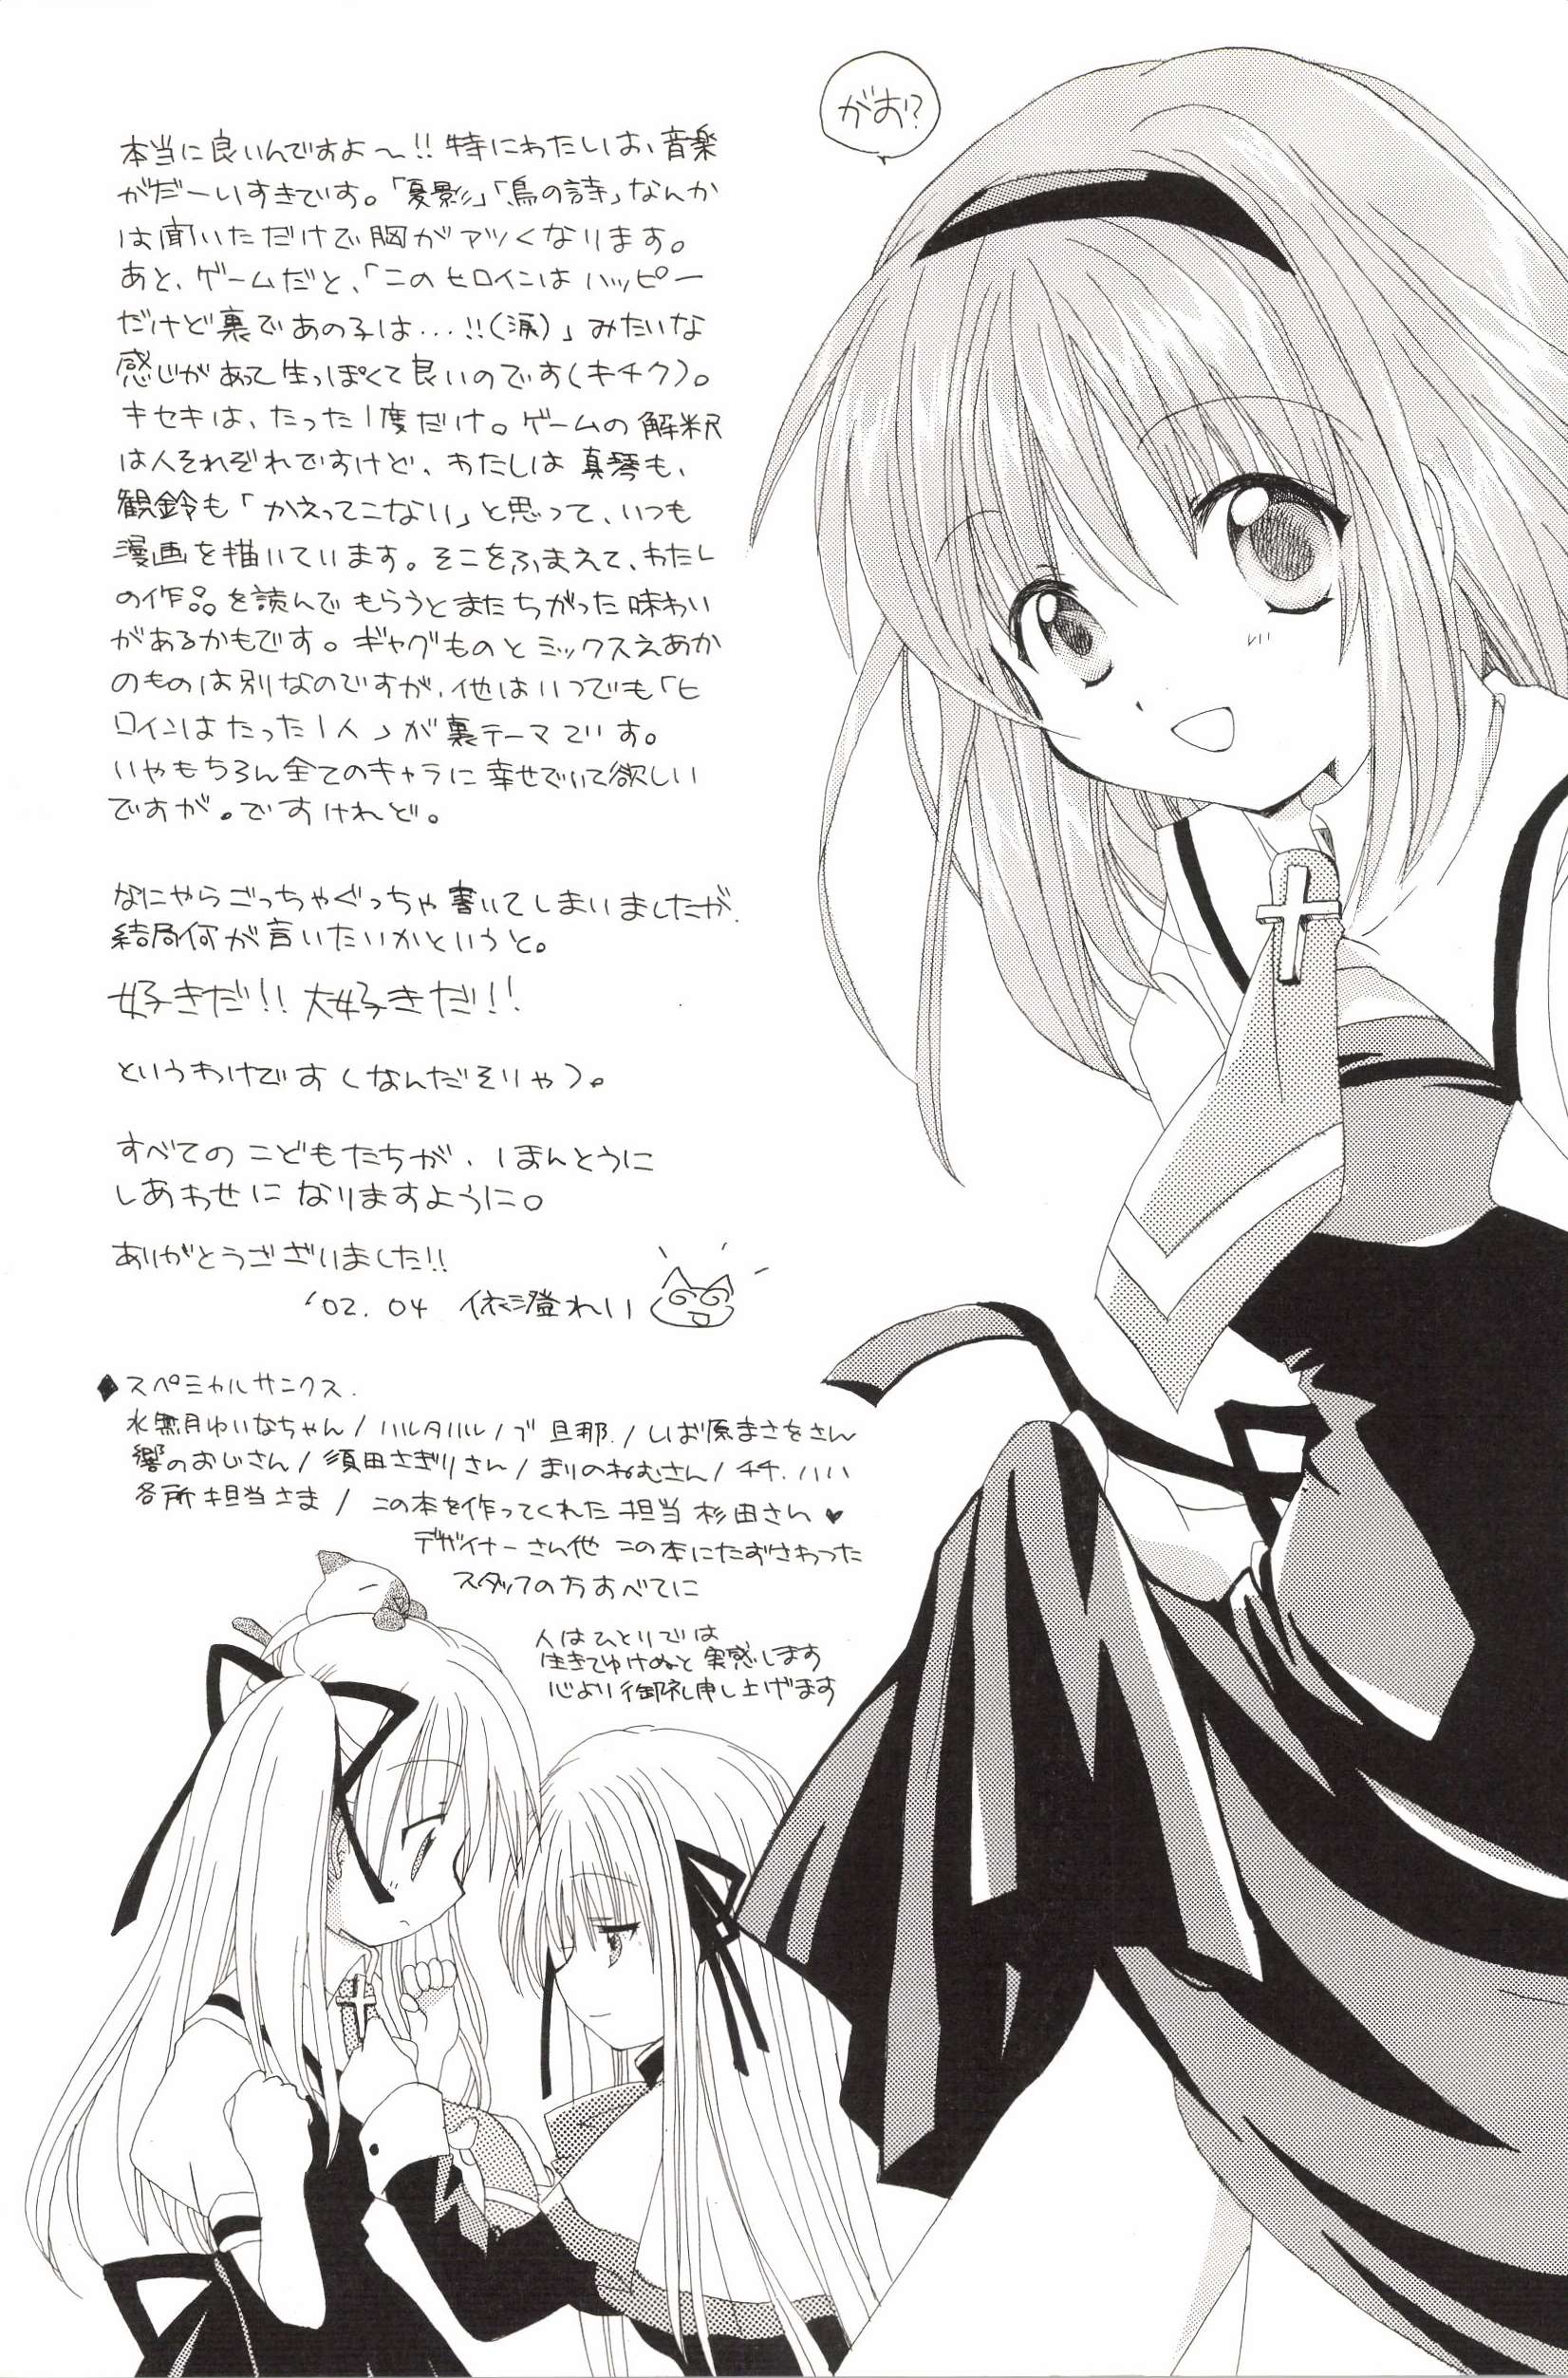 がお!?
本当に良いんですよ〜!!特にわたしは、音楽
がだーいすきです。「夏影」「鳥の詩」なんか
は聞いただけで胸がアツくなります。
あと、ゲームだと、「このヒロインはハッピー
だけど裏であの子は…!!(涙)」みたいな
感じがあって生っぽくて良いのです(キチク)。
キセキは、たった1度だけ。ゲームの解釈
は人それぞれですけど、わたしは真琴も、
観鈴も「かえってこない」と思って、いつも
漫画を描いています。そこをふまえて、わたし
の作品を読んでもらうとまたちがった味わい
があるかもです。ギャグものとミックスえあか
のものは別なのですが、他はいつでも「ヒ
ロインはたった1人」が裏テーマです。
いやもちろん全てのキャラに幸せでいて欲しい
ですが。ですけれど。
なにやらごっちゃぐっちゃ書いてしまいましたが、
結局何が言いたいかというと。
好きだ!!大好きだ!!
というわけです(なんだそりゃ)。
すべてのこどもたちが、ほんとうに
しあわせになりますように。
ありがとうございました!!
'02.04 依澄れい
◆スペシャルサンクス.
水無月ゆいなちゃん/ハルタハル/ブ旦那./しお原まさをさん
響のおじさん/須田さぎりさん/まりのねむさん/チチ.ハハ
各所担当さま/この本を作ってくれた担当杉田さん♥
デザイナーさん他 この本にたずさわった
スタッフの方すべてに
人はひとりでは
生きてゆけぬと実感します
心より御礼申し上げます